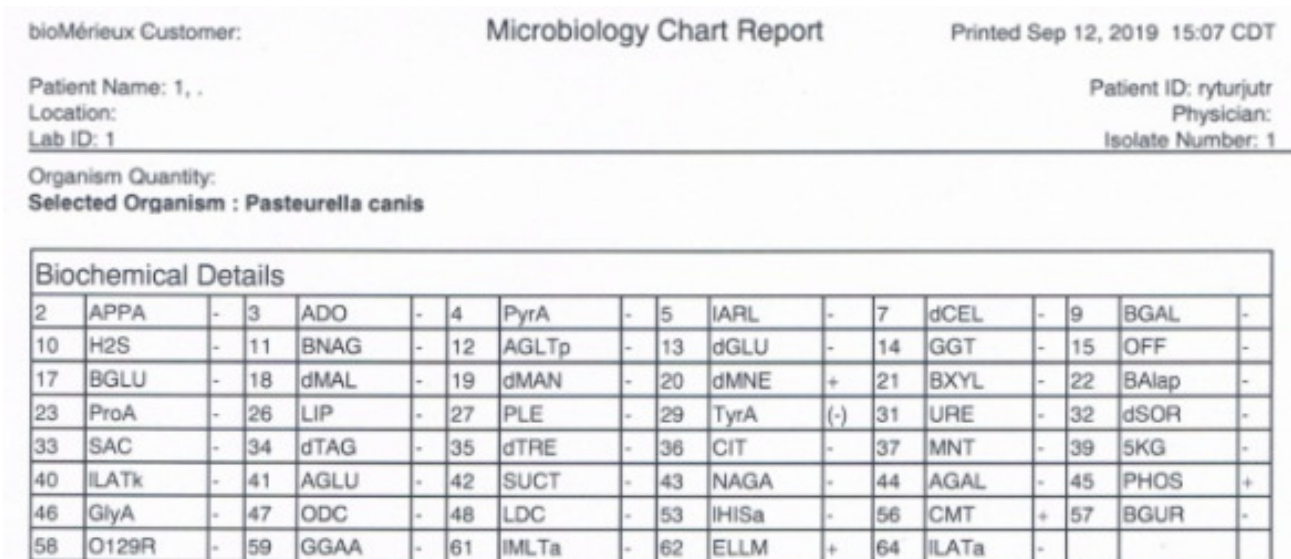 bioMérieux Customer: Microbiology Chart Report Printed Sep 12, 2019 15:07 CDT
Patient Name: 1, . Patient ID: ryturjutr
Location: Physician:
Lab ID: 1 Isolate Number: 1
Organism Quantity:
Selected Organism : Pasteurella canis
Biochemical Details
2 APPA - 3 ADO - 4 PyrA - 5 IARL - 7 dCEL - 9 BGAL -
10 H2S - 11 BNAG - 12 AGLTp - 13 dGLU - 14 GGT - 15 OFF -
17 BGLU - 18 dMAL - 19 dMAN - 20 dMNE + 21 BXYL - 22 BAlap -
23 ProA - 26 LIP - 27 PLE - 29 TyrA (-) 31 URE - 32 dSOR -
33 SAC - 34 dTAG - 35 dTRE - 36 CIT - 37 MNT - 39 5KG -
40 ILATk - 41 AGLU - 42 SUCT - 43 NAGA - 44 AGAL - 45 PHOS +
46 GlyA - 47 ODC - 48 LDC - 53 IHISa - 56 CMT + 57 BGUR -
58 O129R - 59 GGAA - 61 IMLTa - 62 ELLM + 64 ILATa -